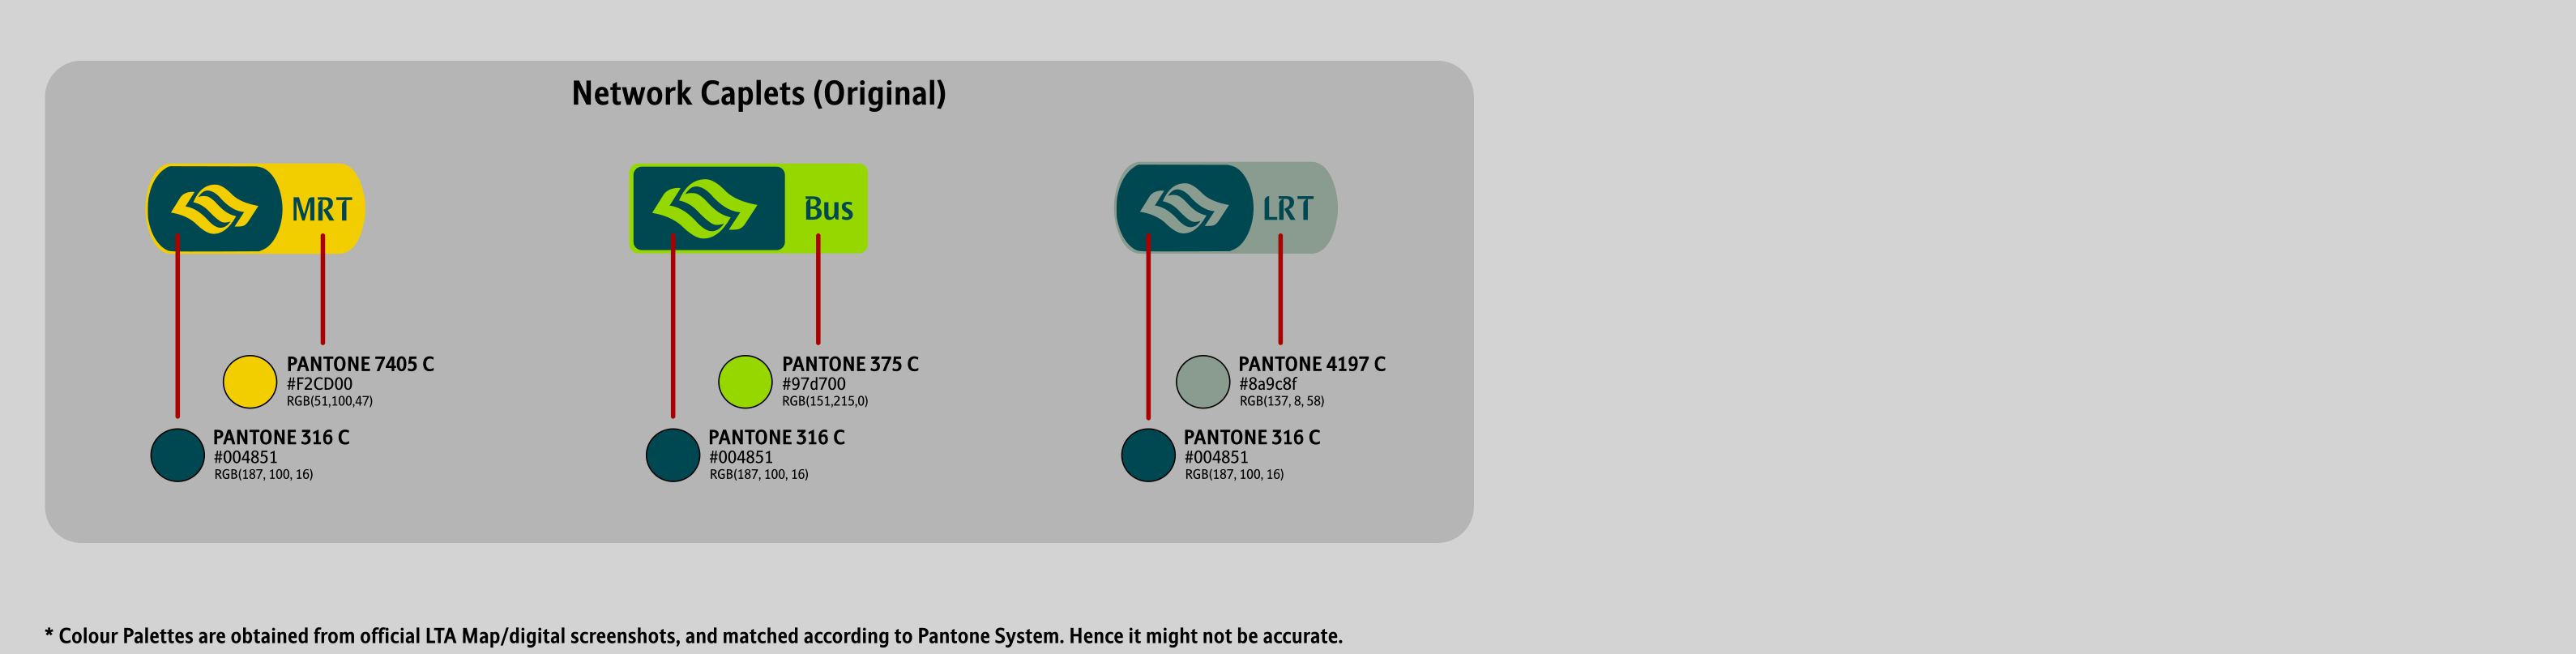 Network Caplets (Original)
MRT
Bus
LRT
PANTONE 7405 C
#F2CD00
RGB(51,100,47)
PANTONE 316 C
#004851
RGB(187, 100, 16)
PANTONE 375 C
#97d700
RGB(151,215,0)
PANTONE 316 C
#004851
RGB(187, 100, 16)
PANTONE 4197 C
#8a9c8f
RGB(137, 8, 58)
PANTONE 316 C
#004851
RGB(187, 100, 16)
* Colour Palettes are obtained from official LTA Map/digital screenshots, and matched according to Pantone System. Hence it might not be accurate.